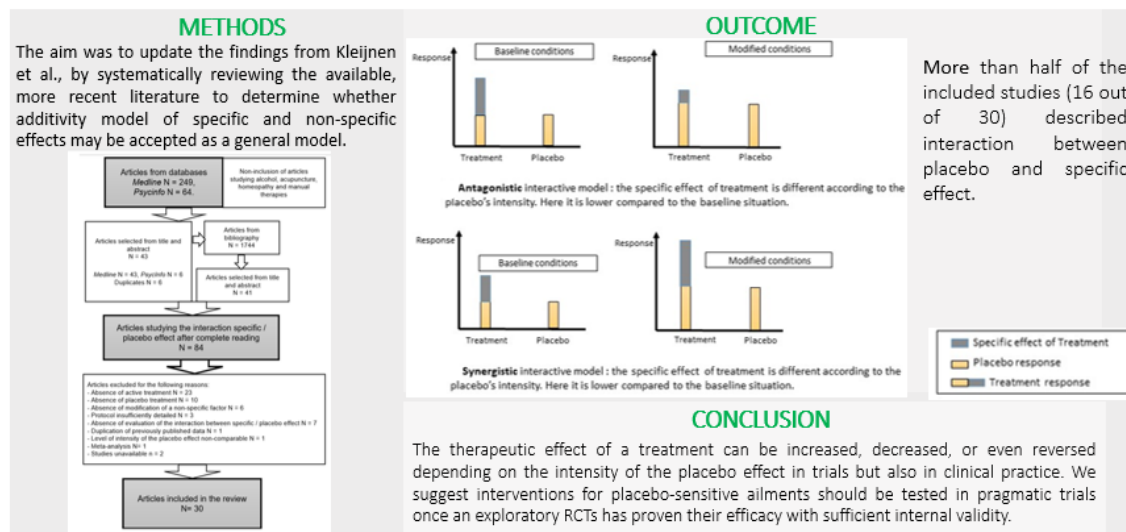 METHODS
The aim was to update the findings from Kleijnen
et al., by systematically reviewing the available,
more recent literature to determine whether
additivity model of specific and non-specific
effects may be accepted as a general model.
Articles from databases
Medline N = 249,
Psycinfo N = 64.
Non-inclusion of articles
studying alcohol, acupuncture,
homeopathy and manual
therapies
Articles selected from title and
abstract
N = 43
Medline N = 43, Psycinfo N = 6
Duplicates N = 6
Articles from
bibliography
N = 1744
Articles selected from title
and abstract
N = 41
Articles studying the interaction specific /
placebo effect after complete reading
N = 84
Articles excluded for the following reasons:
- Absence of active treatment N = 23
- Absence of placebo treatment N = 10
- Absence of modification of a non-specific factor N = 6
- Protocol insufficiently detailed N = 3
- Absence of evaluation of the interaction between specific / placebo effect N = 7
- Duplication of previously published data N = 1
- Level of intensity of the placebo effect non-comparable N = 1
- Meta-analysis N= 1
- Studies unavailable n = 2
Articles included in the review
N= 30
OUTCOME
Response
Baseline conditions
Treatment
Placebo
Response
Modified conditions
Treatment
Placebo
Antagonistic interactive model : the specific effect of treatment is different according to the
placebo's intensity. Here it is lower compared to the baseline situation.
Response
Baseline conditions
Treatment
Placebo
Response
Modified conditions
Treatment
Placebo
Synergistic interactive model : the specific effect of treatment is different according to the
placebo's intensity. Here it is lower compared to the baseline situation.
More than half of the
included studies (16 out
of 30) described
interaction between
placebo and specific
effect.
Specific effect of Treatment
Placebo response
Treatment response
CONCLUSION
The therapeutic effect of a treatment can be increased, decreased, or even reversed
depending on the intensity of the placebo effect in trials but also in clinical practice. We
suggest interventions for placebo-sensitive ailments should be tested in pragmatic trials
once an exploratory RCTs has proven their efficacy with sufficient internal validity.